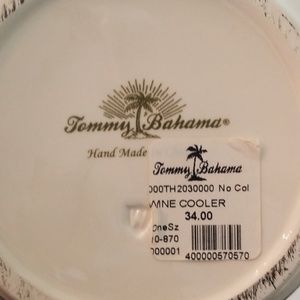 Tommy Bahama®
Hand Made
Tommy Bahama
000TH2030000 No Col
WINE COOLER
34.00
OneSz
10-870
000001 400000570570